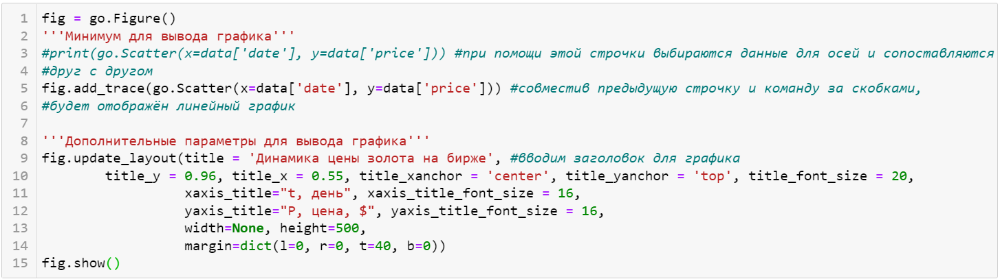 1 fig = go.Figure()
2 '''Минимум для вывода графика'''
3 #print(go.Scatter(x=data['date'], y=data['price'])) #при помощи этой строчки выбираются данные для осей и сопоставляются
4 #друг с другом
5 fig.add_trace(go.Scatter(x=data['date'], y=data['price'])) #совместив предыдущую строчку и команду за скобками,
6 #будет отображён линейный график
7
8 '''Дополнительные параметры для вывода графика'''
9 fig.update_layout(title = 'Динамика цены золота на бирже', #вводим заголовок для графика
10         title_y = 0.96, title_x = 0.55, title_xanchor = 'center', title_yanchor = 'top', title_font_size = 20,
11                   xaxis_title="t, день", xaxis_title_font_size = 16,
12                   yaxis_title="P, цена, $", yaxis_title_font_size = 16,
13                   width=None, height=500,
14                   margin=dict(l=0, r=0, t=40, b=0))
15 fig.show()